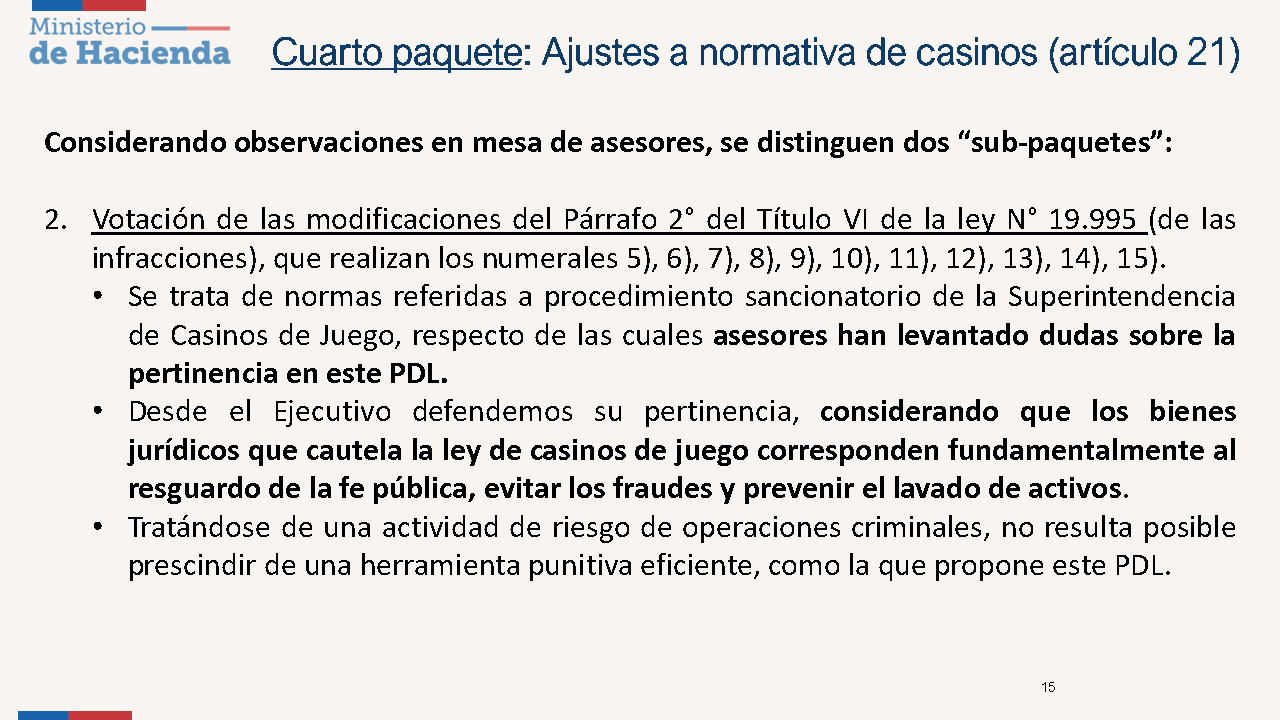 Ministerio
de Hacienda
Cuarto paquete: Ajustes a normativa de casinos (artículo 21)
Considerando observaciones en mesa de asesores, se distinguen dos “sub-paquetes”:
2. Votación de las modificaciones del Párrafo 2° del Título VI de la ley N° 19.995 (de las
infracciones), que realizan los numerales 5), 6), 7), 8), 9), 10), 11), 12), 13), 14), 15).
• Se trata de normas referidas a procedimiento sancionatorio de la Superintendencia
de Casinos de Juego, respecto de las cuales asesores han levantado dudas sobre la
pertinencia en este PDL.
• Desde el Ejecutivo defendemos su pertinencia, considerando que los bienes
jurídicos que cautela la ley de casinos de juego corresponden fundamentalmente al
resguardo de la fe pública, evitar los fraudes y prevenir el lavado de activos.
• Tratándose de una actividad de riesgo de operaciones criminales, no resulta posible
prescindir de una herramienta punitiva eficiente, como la que propone este PDL.
15